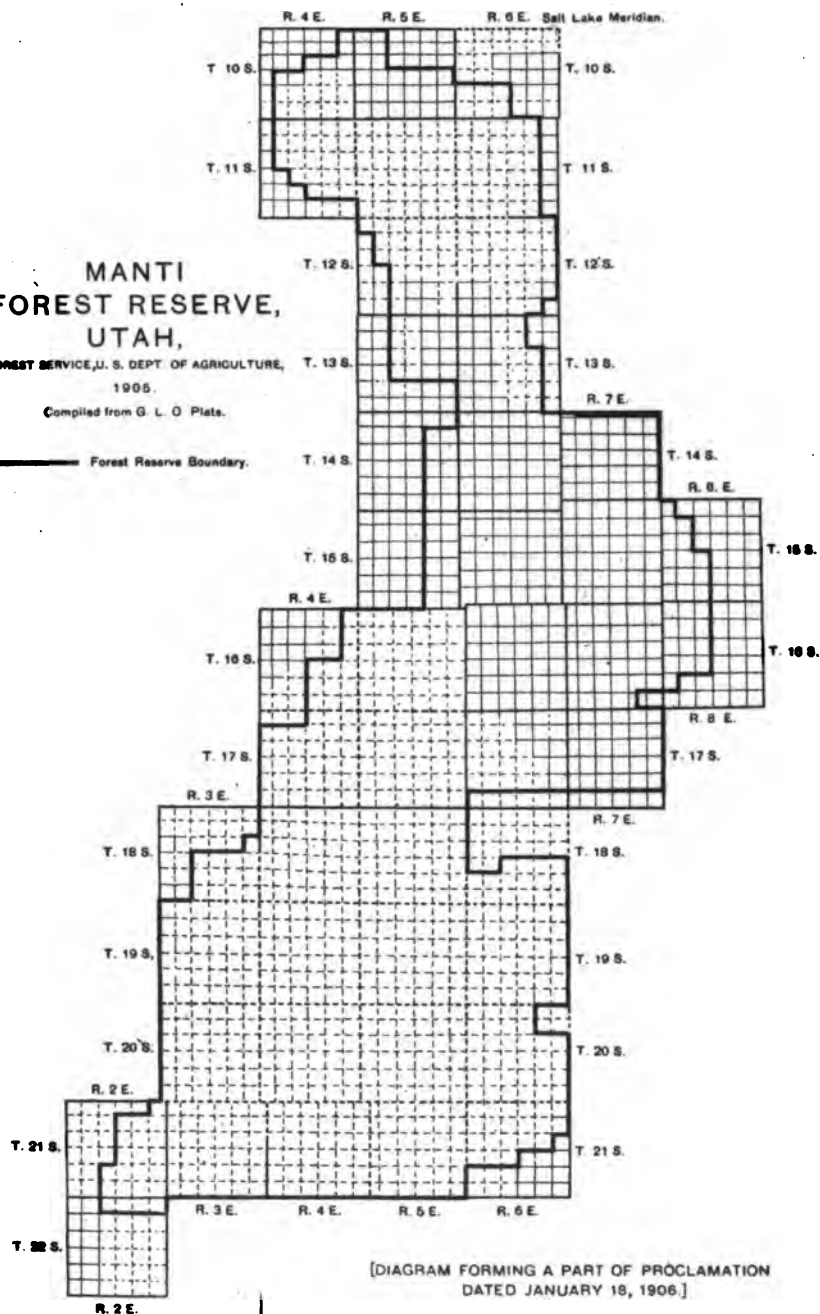 R. 4 E. R. 5 E. R. 6 E. Salt Lake Meridian.
T 10 S. T. 10 S.
T. 11 S. T. 11 S.
MANTI
FOREST RESERVE,
UTAH,
FOREST SERVICE, U. S. DEPT. OF AGRICULTURE,
1905.
Compiled from G. L. O Plats.
Forest Reserve Boundary.
T. 12 S. T. 12 S.
T. 13 S. T. 13 S.
R. 7 E.
T. 14 S. T. 14 S.
R. 8. E.
T. 15 S. T. 15 S.
R. 4 E.
T. 16 S. T. 16 S.
R. 8 E.
T. 17 S. T. 17 S.
R. 3 E. R. 7 E.
T. 18 S. T. 18 S.
T. 19 S. T. 19 S.
T. 20 S. T. 20 S.
R. 2 E.
T. 21 S. T. 21 S.
R. 3 E. R. 4 E. R. 5 E. R. 6 E.
T. 22 S.
R. 2 E.
[DIAGRAM FORMING A PART OF PROCLAMATION
DATED JANUARY 18, 1906.]